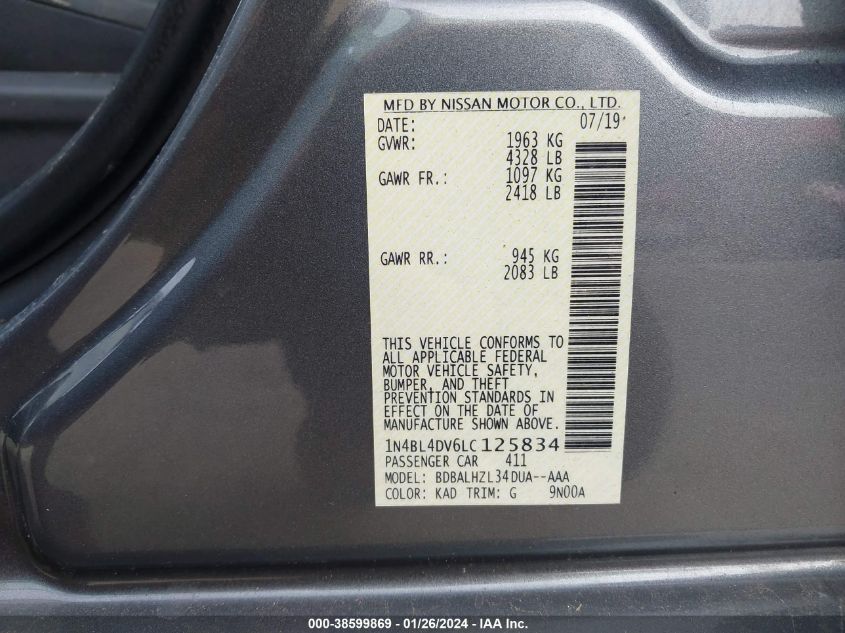 MFD BY NISSAN MOTOR CO., LTD.
DATE: 07/19
GVWR: 1963 KG
4328 LB
GAWR FR.: 1097 KG
2418 LB
GAWR RR.: 945 KG
2083 LB
THIS VEHICLE CONFORMS TO
ALL APPLICABLE FEDERAL
MOTOR VEHICLE SAFETY,
BUMPER, AND THEFT
PREVENTION STANDARDS IN
EFFECT ON THE DATE OF
MANUFACTURE SHOWN ABOVE.
1N4BL4DV6LC125834
PASSENGER CAR 411
MODEL: BDBALHZL34DUA--AAA
COLOR: KAD TRIM: G 9N00A
000-38599869 - 01/26/2024 - IAA